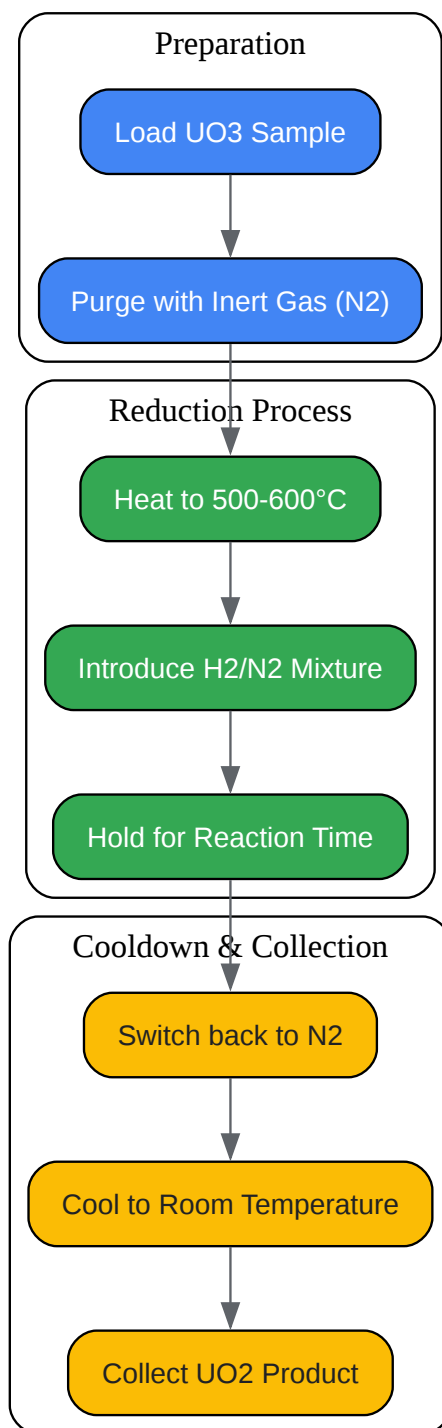 Preparation
Load UO3 Sample
Purge with Inert Gas (N2)
Reduction Process
Heat to 500-600°C
Introduce H2/N2 Mixture
Hold for Reaction Time
Cooldown & Collection
Switch back to N2
Cool to Room Temperature
Collect UO2 Product